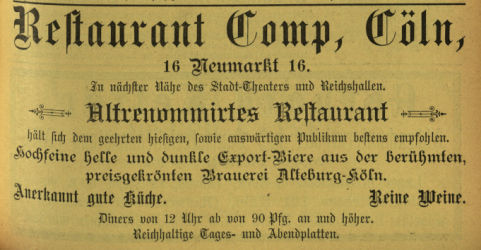 Restaurant Comp, Cöln,
16 Neumarkt 16.
In nächster Nähe des Stadt-Theaters und Reichshallen.
Altrenommirtes Restaurant
hält sich dem geehrten hiesigen, sowie auswärtigen Publikum bestens empfohlen.
Hochfeine helle und dunkle Export-Biere aus der berühmten,
preisgekrönten Brauerei Alteburg-Köln.
Anerkannt gute Küche. Reine Weine.
Diners von 12 Uhr ab von 90 Pfg. an und höher.
Reichhaltige Tages- und Abendplatten.